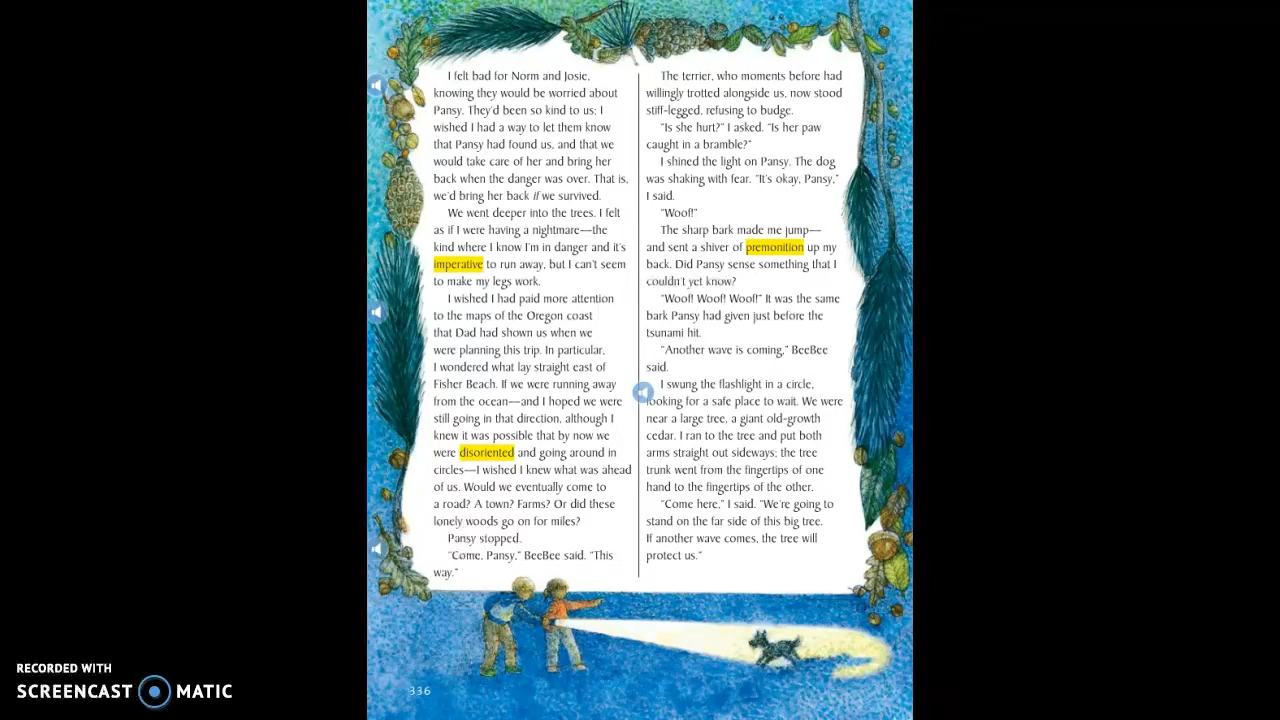 I felt bad for Norm and Josie,
knowing they would be worried about
Pansy. They'd been so kind to us; I
wished I had a way to let them know
that Pansy had found us, and that we
would take care of her and bring her
back when the danger was over. That is,
we'd bring her back if we survived.
We went deeper into the trees. I felt
as if I were having a nightmare—the
kind where I know I'm in danger and it's
imperative to run away, but I can't seem
to make my legs work.
I wished I had paid more attention
to the maps of the Oregon coast
that Dad had shown us when we
were planning this trip. In particular,
I wondered what lay straight east of
Fisher Beach. If we were running away
from the ocean—and I hoped we were
still going in that direction, although I
knew it was possible that by now we
were disoriented and going around in
circles—I wished I knew what was ahead
of us. Would we eventually come to
a road? A town? Farms? Or did these
lonely woods go on for miles?
Pansy stopped.
"Come, Pansy," BeeBee said. "This
way."
The terrier, who moments before had
willingly trotted alongside us, now stood
stiff-legged, refusing to budge.
"Is she hurt?" I asked. "Is her paw
caught in a bramble?"
I shined the light on Pansy. The dog
was shaking with fear. "It's okay, Pansy,"
I said.
"Woof!"
The sharp bark made me jump—
and sent a shiver of premonition up my
back. Did Pansy sense something that I
couldn't yet know?
"Woof! Woof! Woof!" It was the same
bark Pansy had given just before the
tsunami hit.
"Another wave is coming," BeeBee
said.
I swung the flashlight in a circle,
looking for a safe place to wait. We were
near a large tree, a giant old-growth
cedar. I ran to the tree and put both
arms straight out sideways; the tree
trunk went from the fingertips of one
hand to the fingertips of the other.
"Come here," I said. "We're going to
stand on the far side of this big tree.
If another wave comes, the tree will
protect us."
336
RECORDED WITH
SCREENCAST MATIC